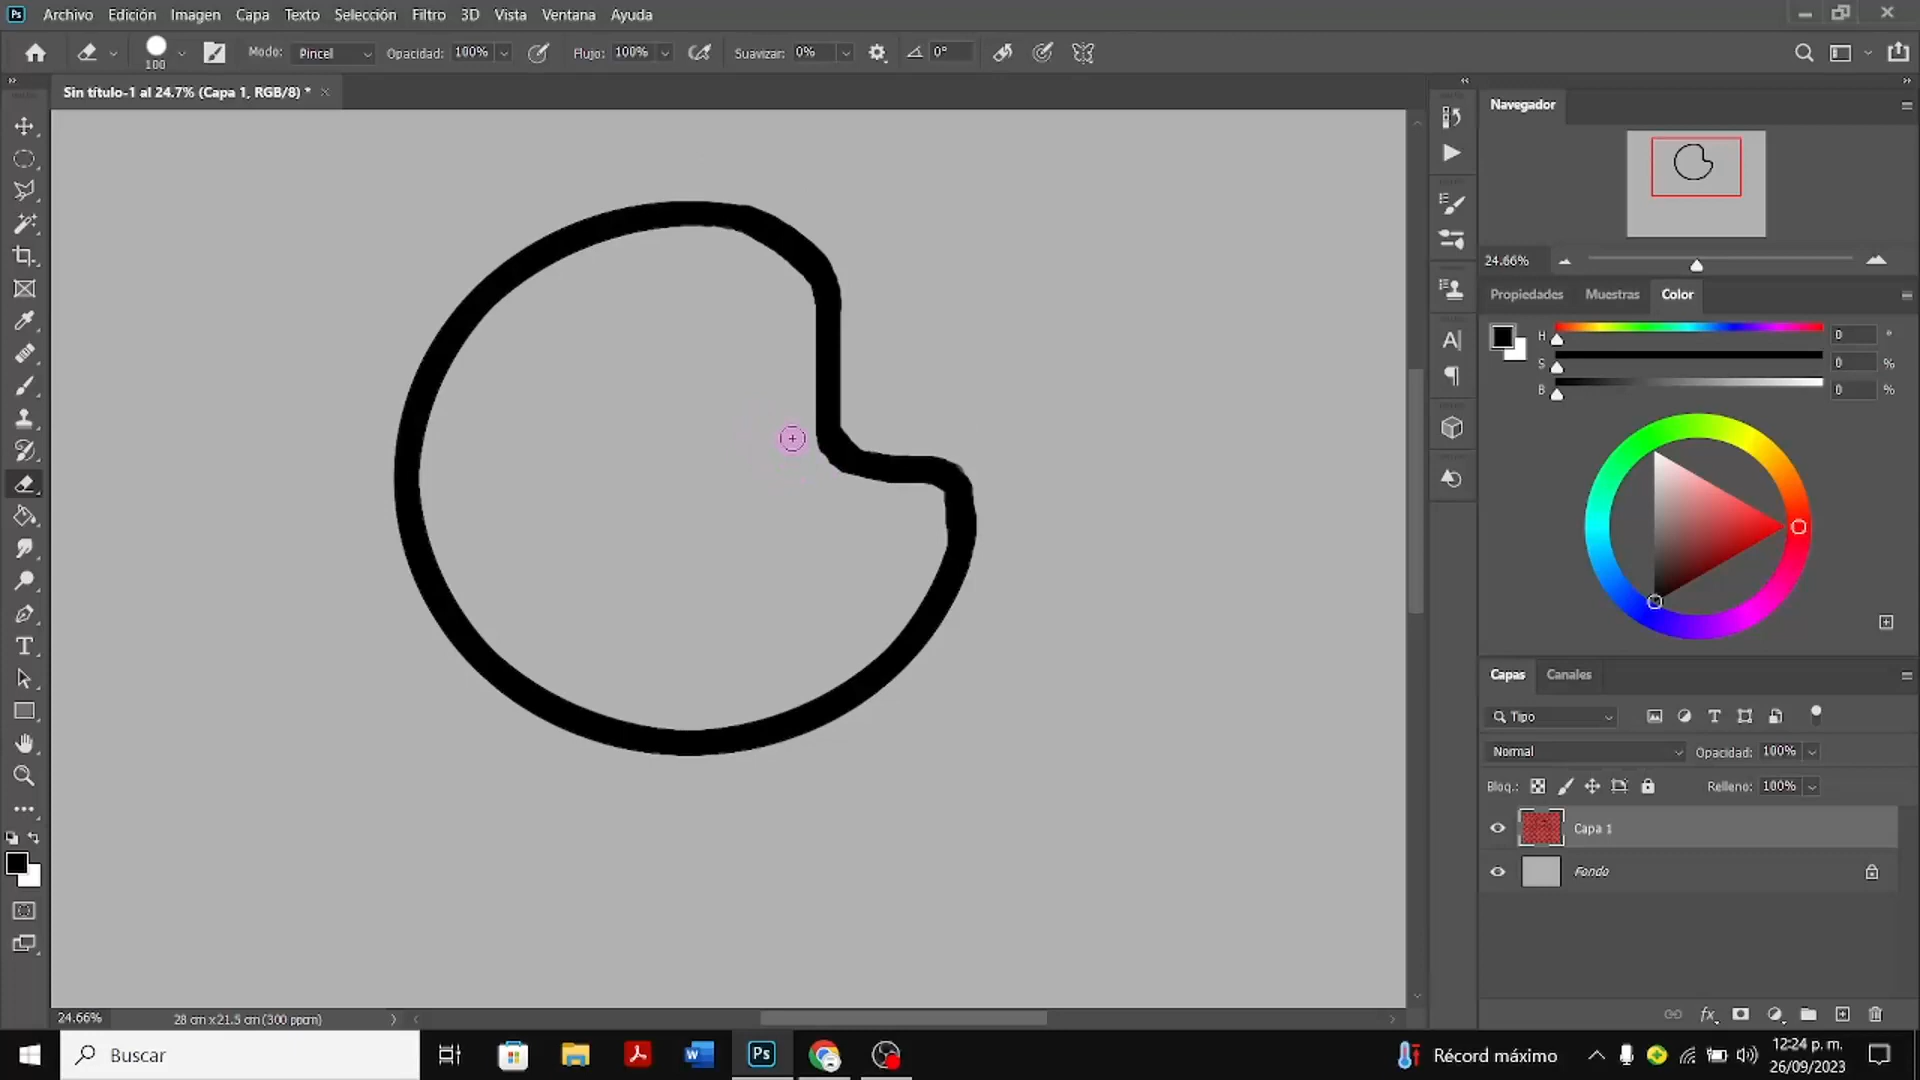 Ps Archivo Edición Imagen Capa Texto Selección Filtro 3D Vista Ventana Ayuda
100 Modo: Pincel Opacidad: 100% Flujo: 100% Suavizar: 0% 0°
Sin título-1 al 24.7% (Capa 1, RGB/8) *
Navegador
24.66%
Propiedades Muestras Color
H 0 °
S 0 %
B 0 %
Capas Canales
Tipo
Normal Opacidad: 100%
Bloq.: Relleno: 100%
Capa 1
Fondo
24.66% 28 cm x 21.5 cm (300 ppcm)
Buscar
Ps
Récord máximo
12:24 p. m.
26/09/2023